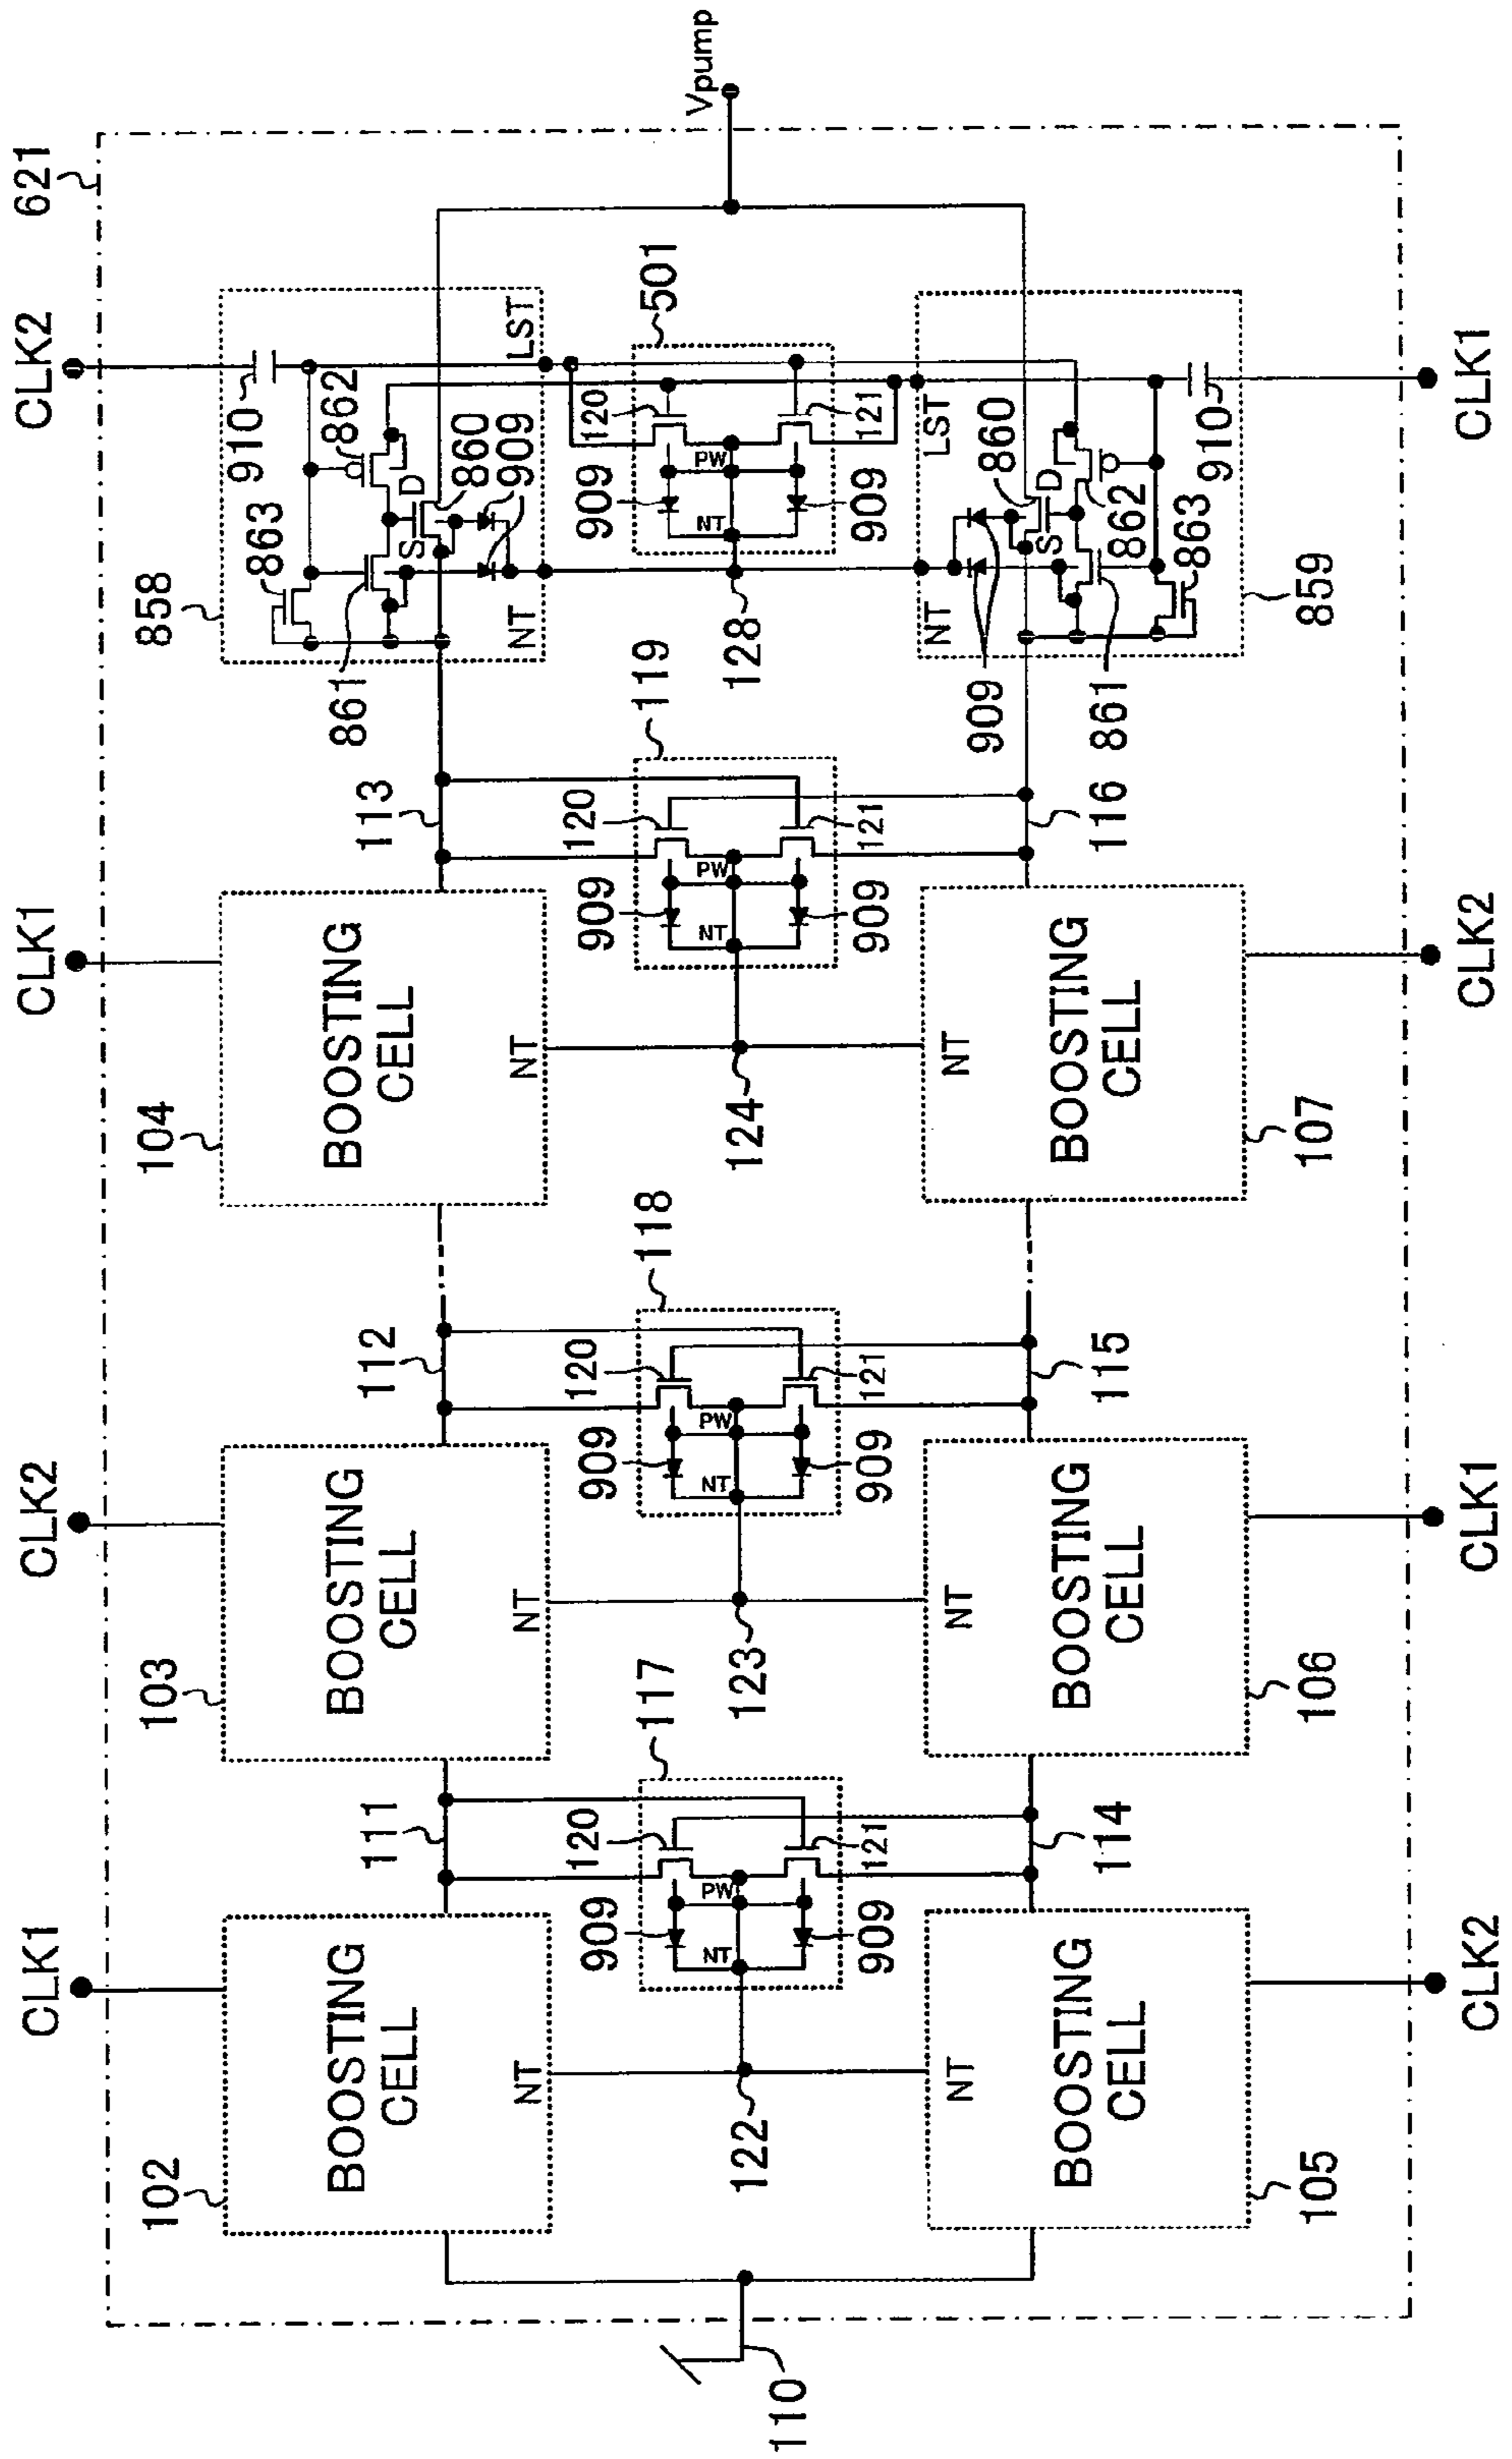 CLK1
CLK2
CLK1
CLK2
621
102
BOOSTING
CELL
NT
103
BOOSTING
CELL
NT
104
BOOSTING
CELL
NT
858
863
910
862
861
S
D
860
909
NT
LST
111
112
113
117
120
909
PW
NT
121
909
118
120
909
PW
NT
121
909
119
120
909
PW
NT
121
909
501
120
909
PW
NT
121
909
Vpump
110
122
123
124
128
114
115
116
NT
BOOSTING
CELL
105
NT
BOOSTING
CELL
106
NT
BOOSTING
CELL
107
NT
LST
909
860
S
D
861
862
863
910
859
CLK2
CLK1
CLK2
CLK1